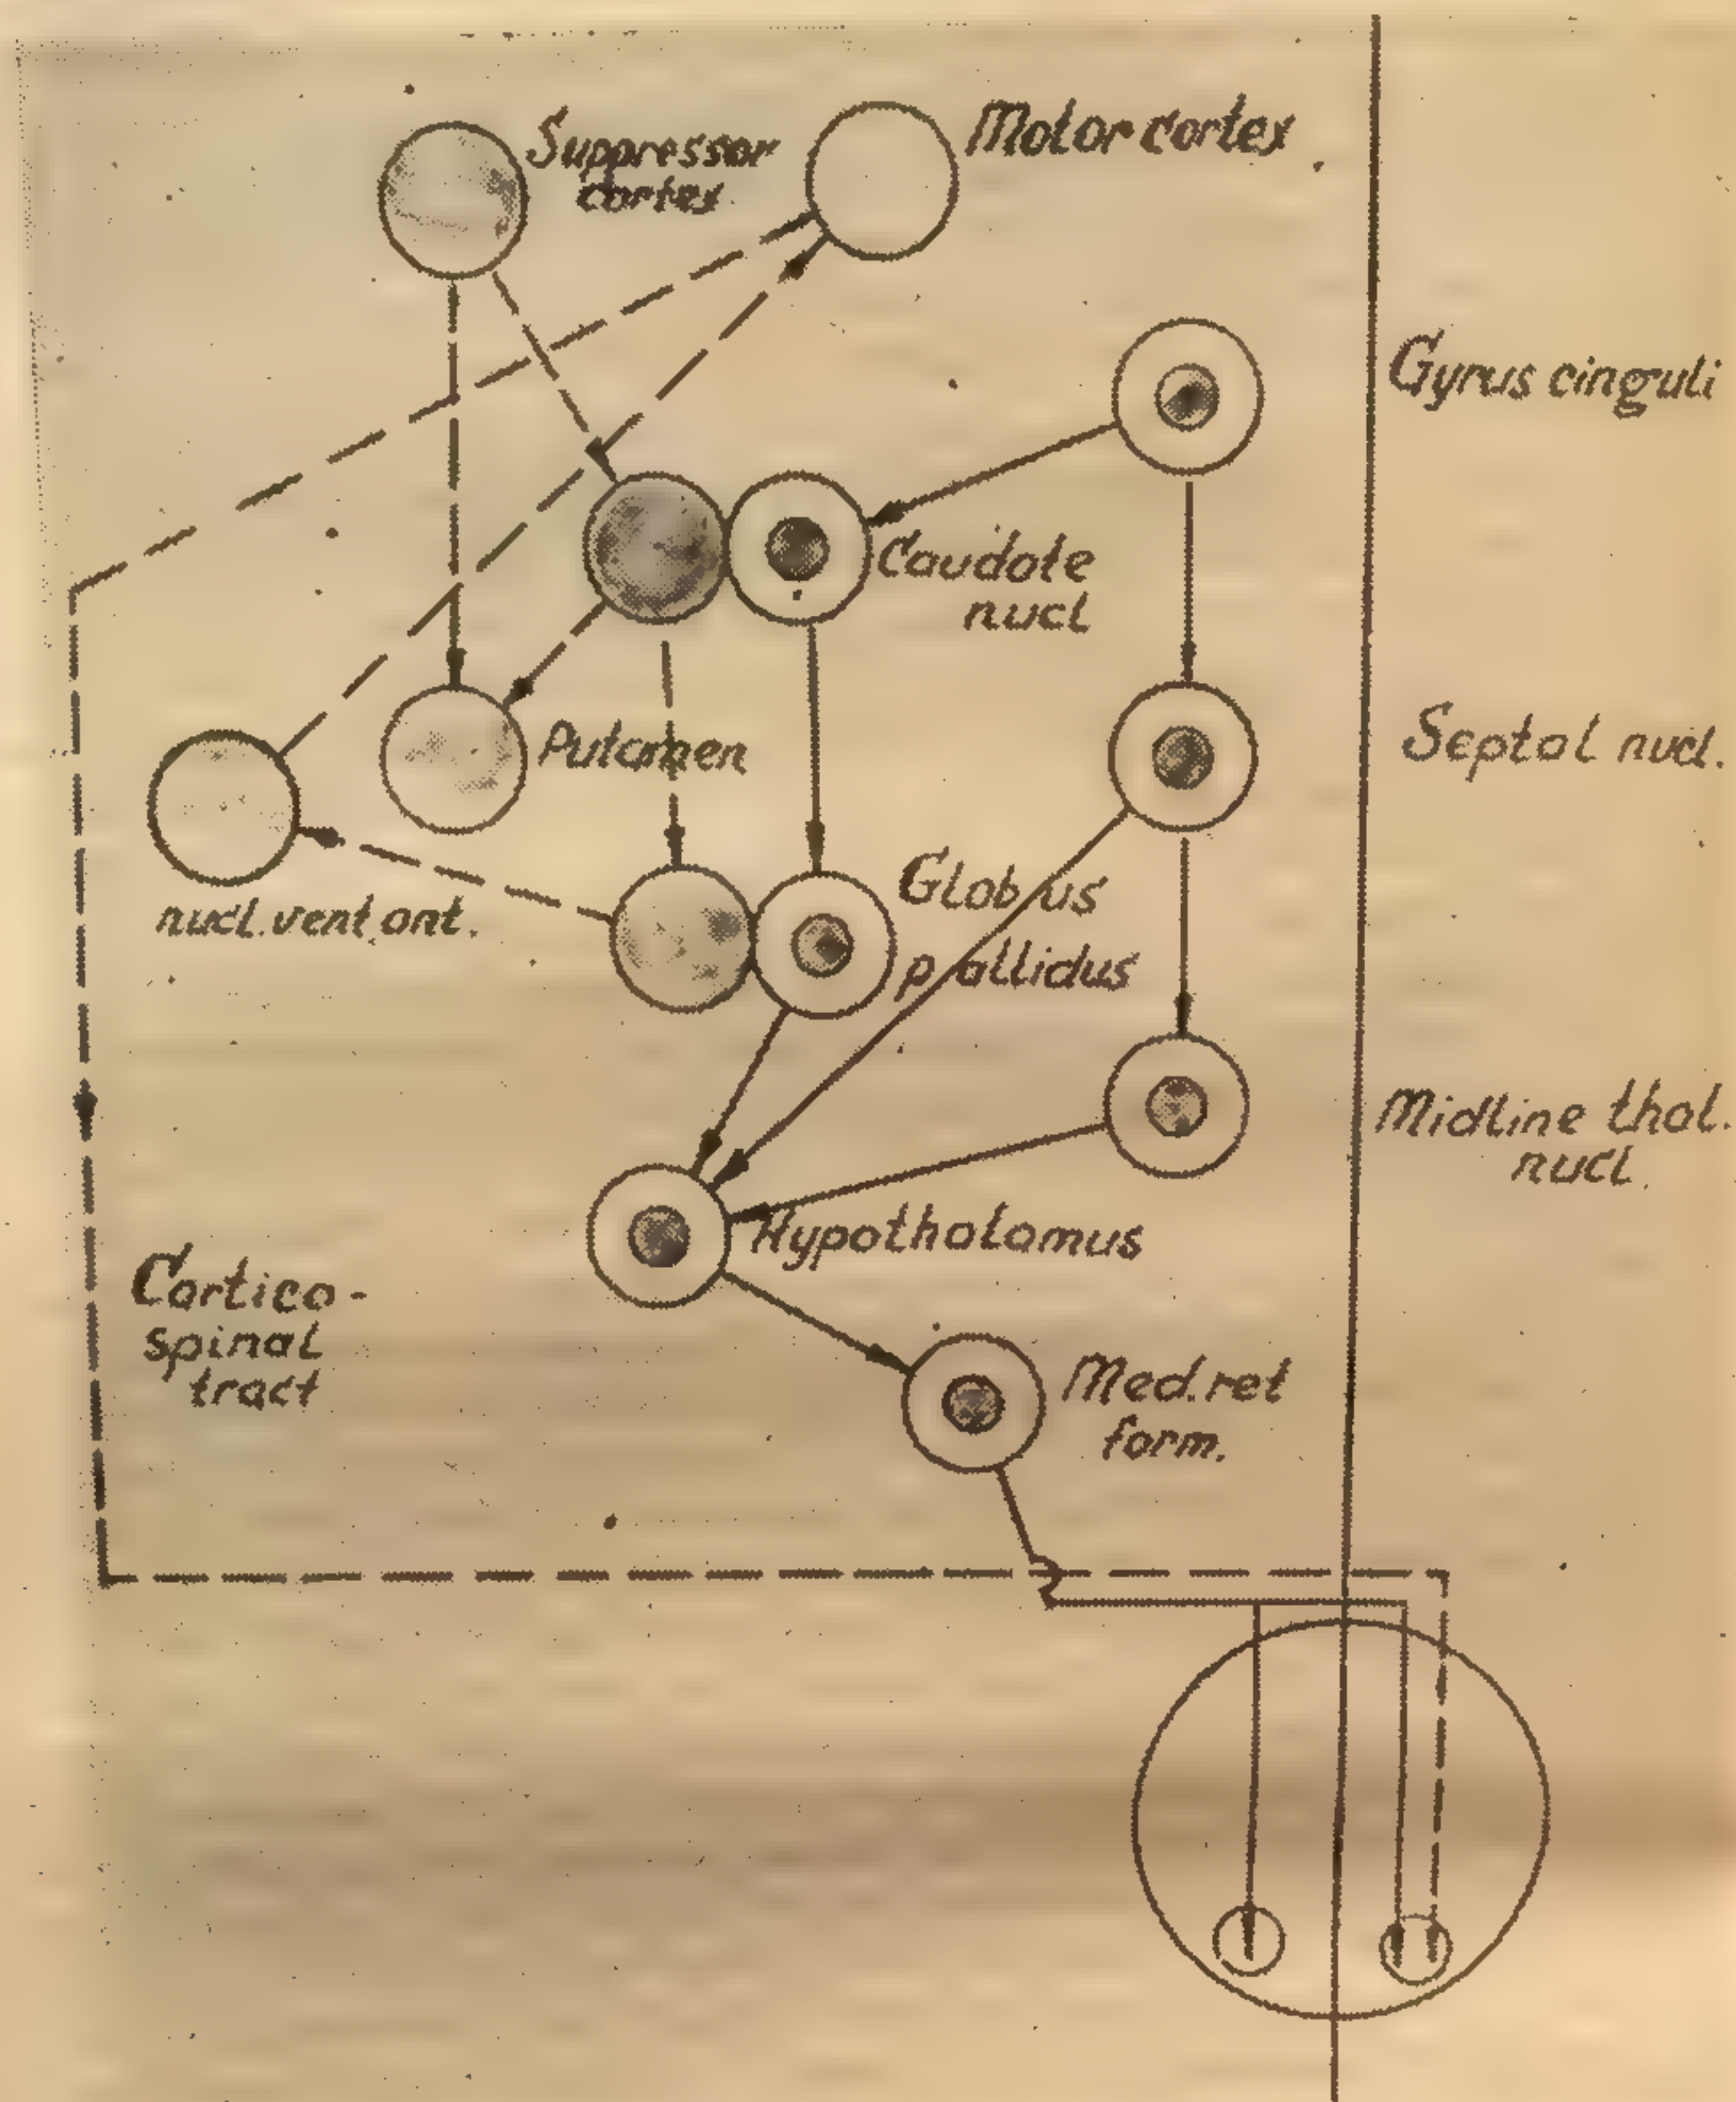 Suppressor
cortex
Motor cortex
Gyrus cinguli
Caudate
nucl
Septal nucl.
Putamen
nucl. vent ant.
Globus
pallidus
Midline thal.
nucl.
Hypothalamus
Cortico-
spinal
tract
Med. ret
form.